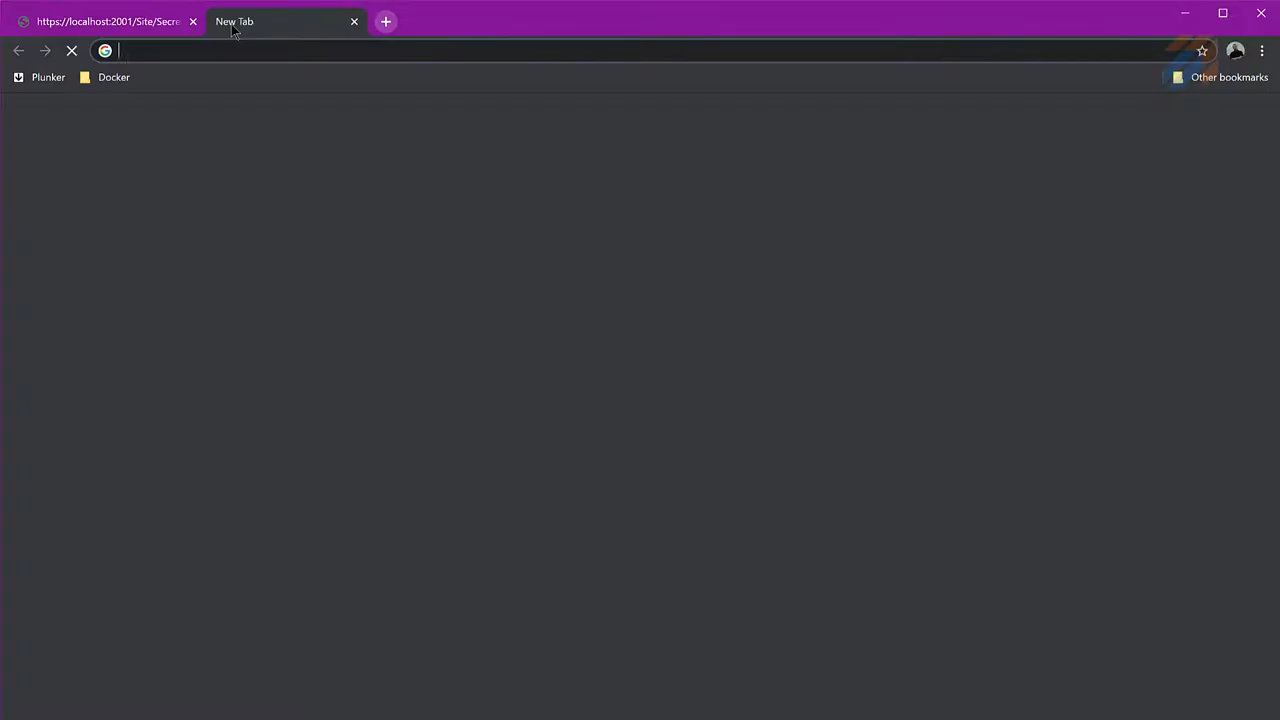 https://localhost:2001/Site/Secre
New Tab
Plunker
Docker
Other bookmarks